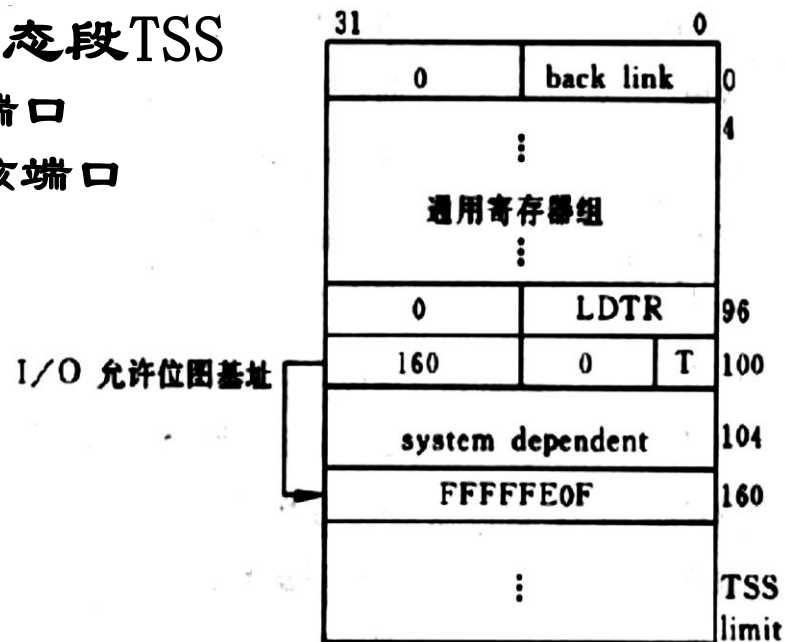 态段TSS
端口
该端口
31 0
0 back link 0
4
⋮
通用寄存器组
⋮
0 LDTR 96
I/O 允许位图基址 160 0 T 100
system dependent 104
FFFFFE0F 160
⋮ TSS
limit